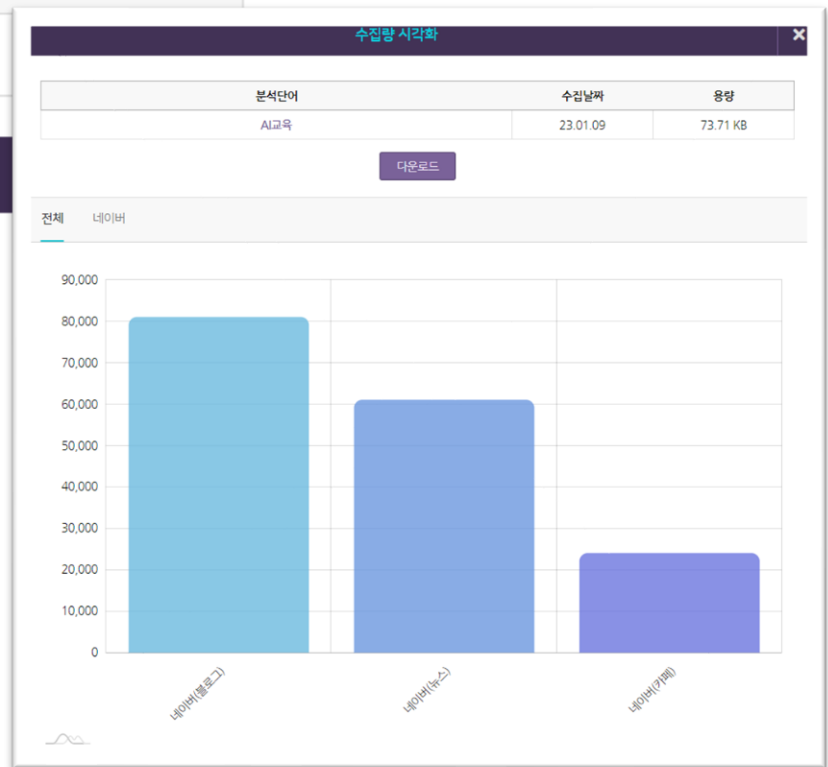 수집량 시각화 ×
분석단어 수집날짜 용량
AI교육 23.01.09 73.71 KB
다운로드
전체 네이버
90,000
80,000
70,000
60,000
50,000
40,000
30,000
20,000
10,000
0
네이버(블로그) 네이버(뉴스) 네이버(카페)